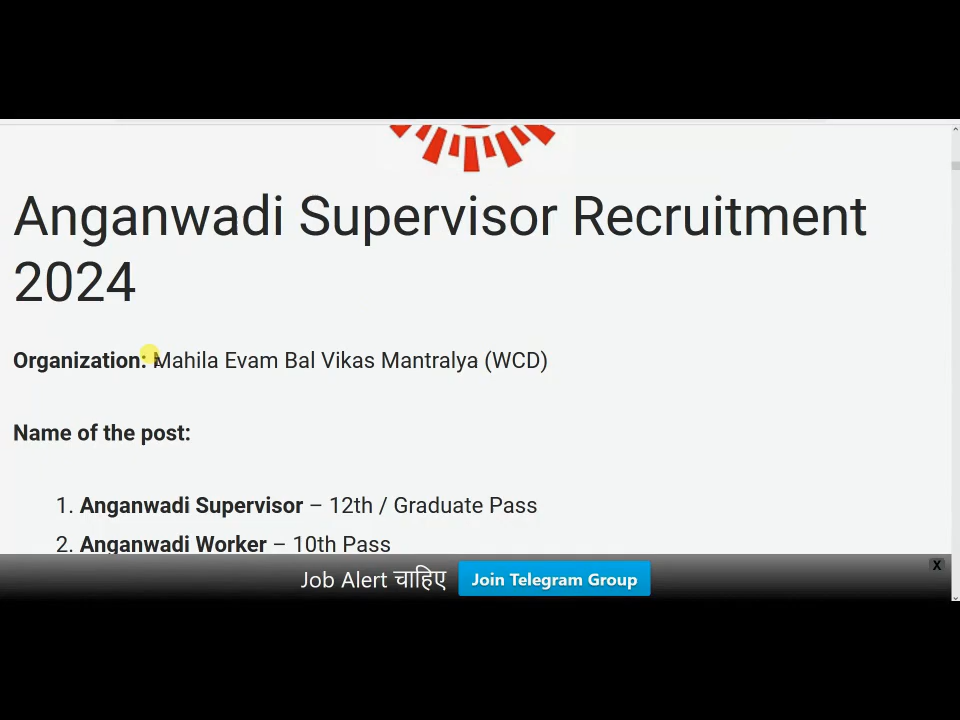 Anganwadi Supervisor Recruitment
2024
Organization: Mahila Evam Bal Vikas Mantralya (WCD)
Name of the post:
1. Anganwadi Supervisor – 12th / Graduate Pass
2. Anganwadi Worker – 10th Pass
Job Alert चाहिए Join Telegram Group
X